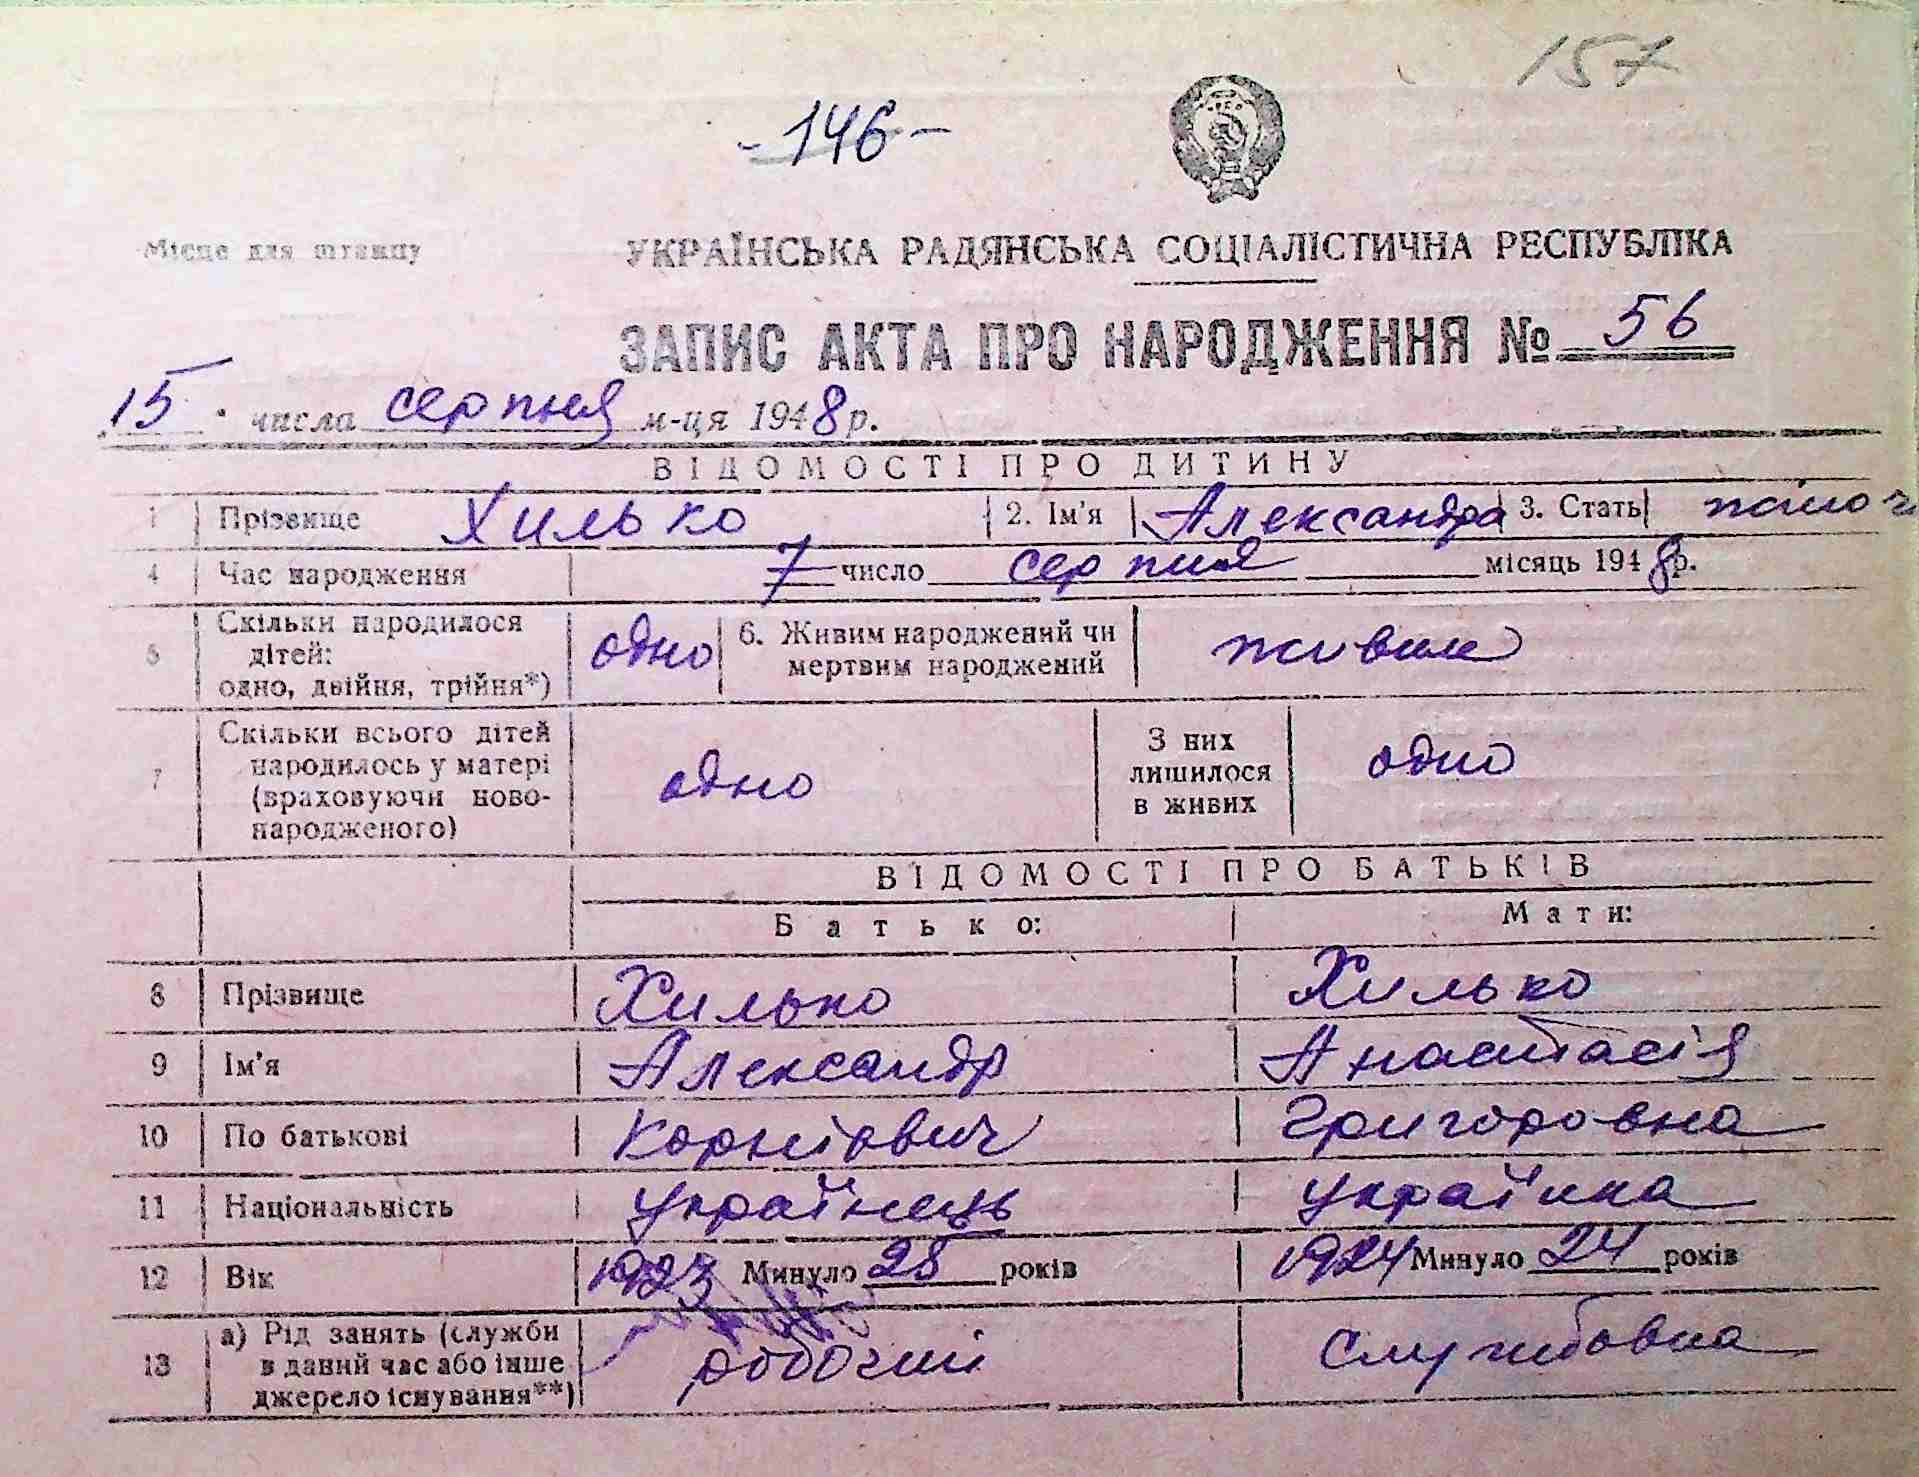 157
- 146 -
Місце для штампу
УКРАЇНСЬКА РАДЯНСЬКА СОЦІАЛІСТИЧНА РЕСПУБЛІКА
ЗАПИС АКТА ПРО НАРОДЖЕННЯ № 56
15 числа серпня м-ця 1948 р.
ВІДОМОСТІ ПРО ДИТИНУ
1 Прізвище Хилько 2. Ім'я Александра 3. Стать жіноч
4 Час народження 7 число серпня місяць 1948 р.
5 Скільки народилося дітей: одно, двійня, трійня*) одно 6. Живим народжений чи мертвим народжений живим
7 Скільки всього дітей народилось у матері (враховуючи ново-народженого) одно З них лишилося в живих одно
ВІДОМОСТІ ПРО БАТЬКІВ
Батько: Мати:
8 Прізвище Хилько Хилько
9 Ім'я Александр Анастасія
10 По батькові Корніович Григоровна
11 Національність українець українка
12 Вік 1923 Минуло 25 років 1924 Минуло 24 років
13 а) Рід занять (служби в даний час або інше джерело існування**) робочий Службовна